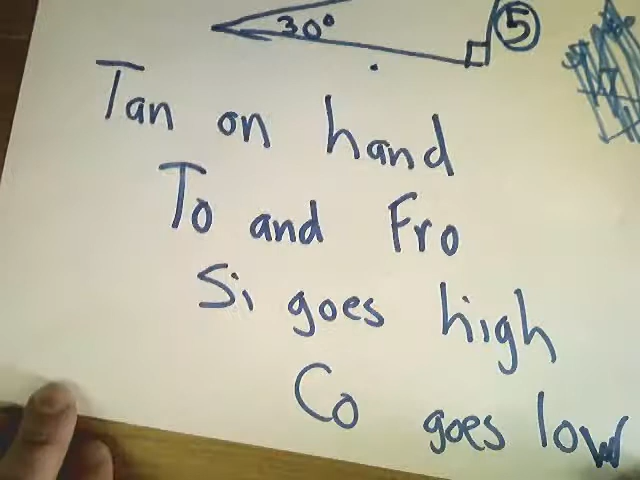 30° 5
Tan on hand
To and Fro
Si goes high
Co goes low